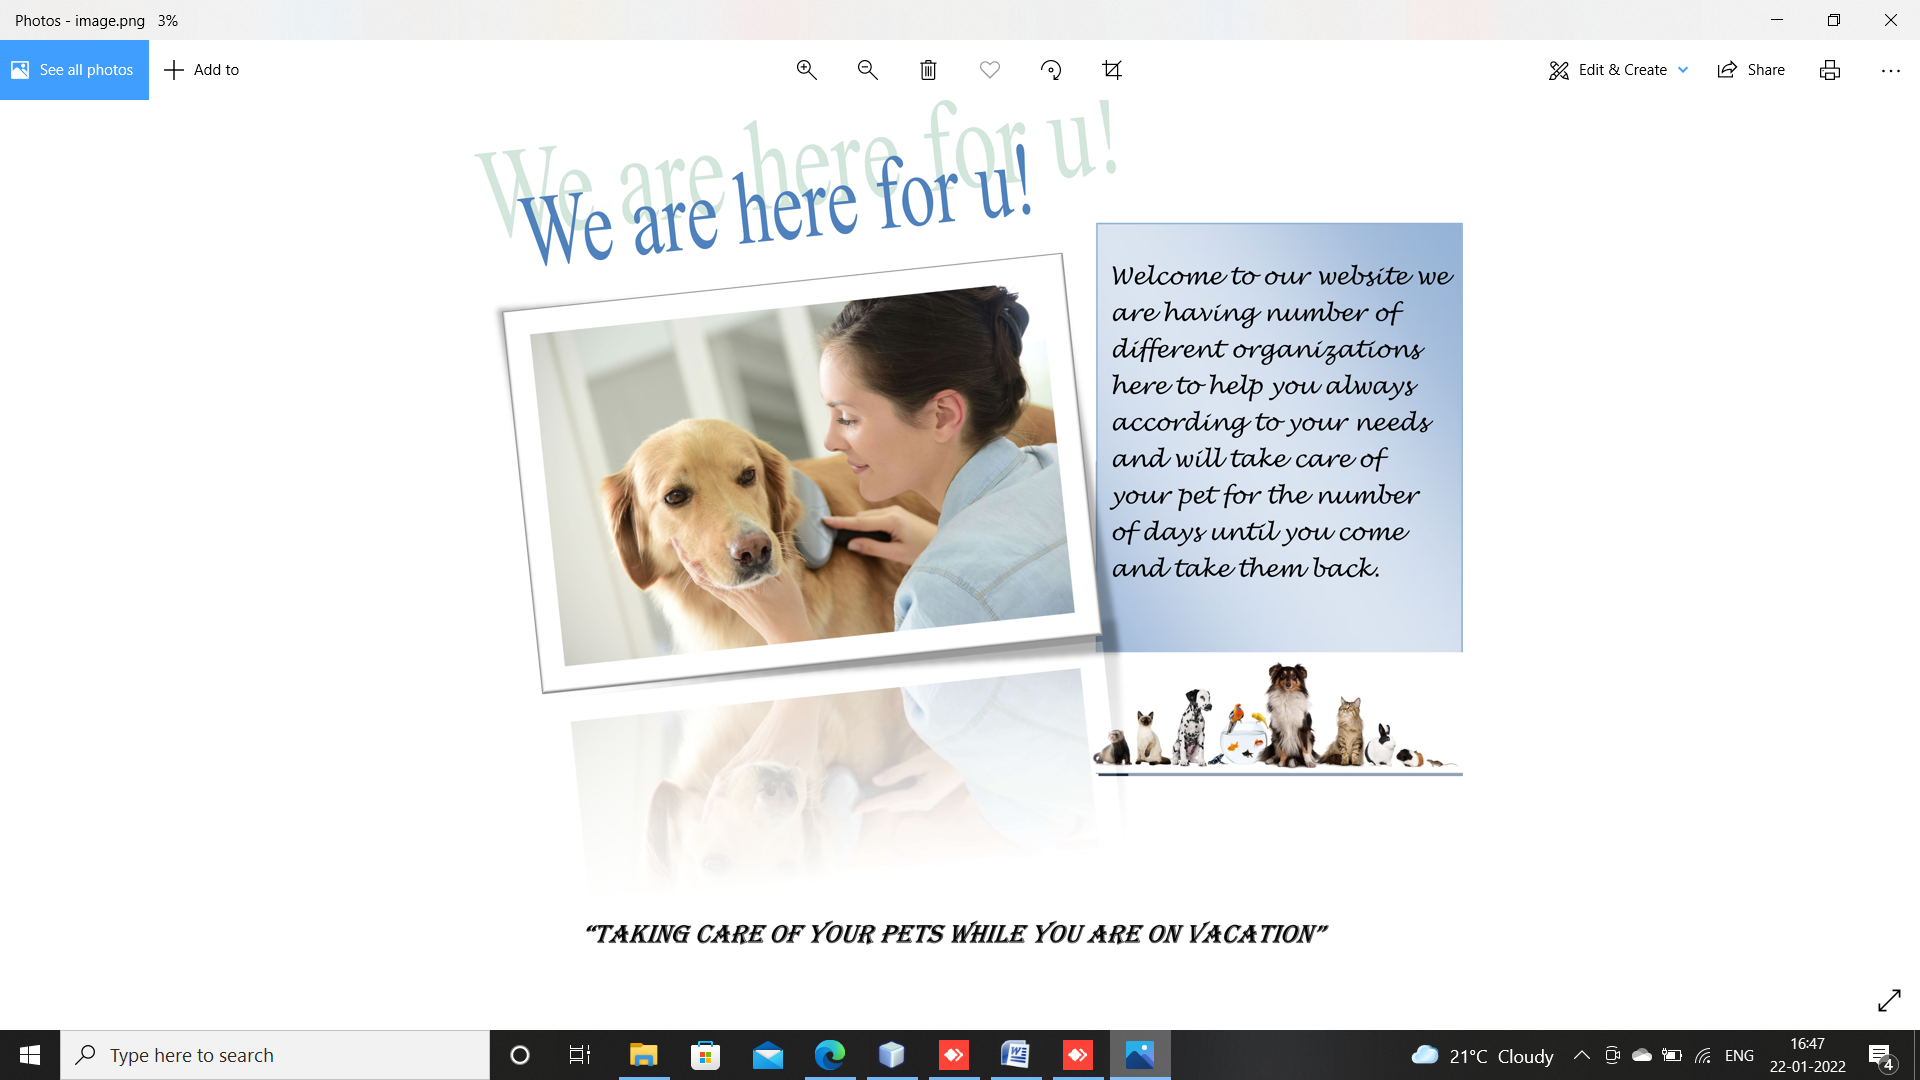 Photos - image.png 3%
See all photos
Add to
Edit & Create
Share
We are here for u!
We are here for u!
Welcome to our website we
are having number of
different organizations
here to help you always
according to your needs
and will take care of
your pet for the number
of days until you come
and take them back.
“TAKING CARE OF YOUR PETS WHILE YOU ARE ON VACATION”
Type here to search
21°C Cloudy
ENG
16:47
22-01-2022
4